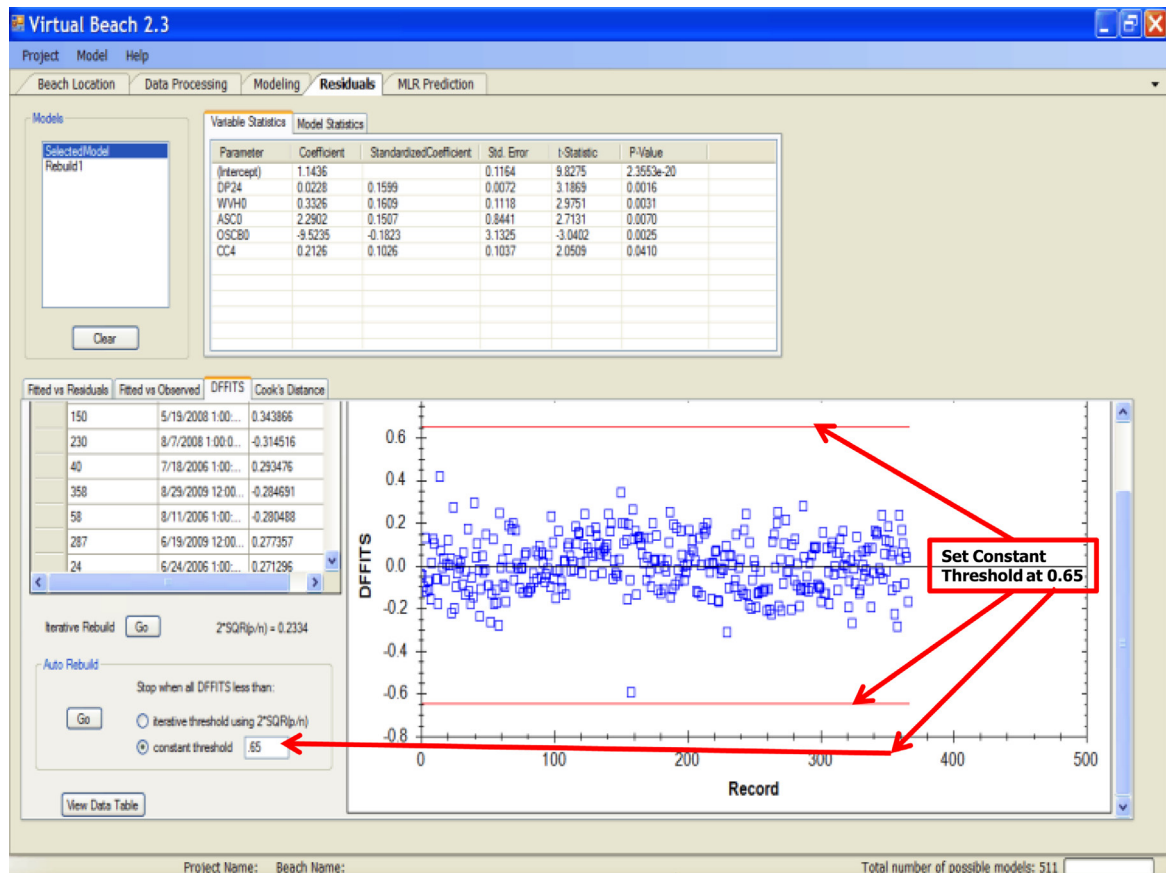 Virtual Beach 2.3
Project Model Help
Beach Location Data Processing Modeling Residuals MLR Prediction
Models
SelectedModel
Rebuild1
Clear
Variable Statistics Model Statistics
Parameter Coefficient StandardizedCoefficient Std. Error t-Statistic P-Value
(Intercept) 1.1436 0.1164 9.8275 2.3553e-20
DP24 0.0228 0.1599 0.0072 3.1869 0.0016
WVH0 0.3326 0.1609 0.1118 2.9751 0.0031
ASC0 2.2902 0.1507 0.8441 2.7131 0.0070
OSCB0 -9.5235 -0.1823 3.1325 -3.0402 0.0025
CC4 0.2126 0.1026 0.1037 2.0509 0.0410
Fitted vs Residuals Fitted vs Observed DFFITS Cook's Distance
150 5/19/2008 1:00:... 0.343866
230 8/7/2008 1:00:0... -0.314516
40 7/18/2006 1:00:... 0.293476
358 8/29/2009 12:00... -0.284691
58 8/11/2006 1:00:... -0.280488
287 6/19/2009 12:00... 0.277357
24 6/24/2006 1:00:... 0.271296
Iterative Rebuild Go 2*SQR(p/n) = 0.2334
Auto Rebuild
Stop when all DFFITS less than:
Go
iterative threshold using 2*SQR(p/n)
constant threshold .65
View Data Table
DFFITS
0.6
0.4
0.2
0.0
-0.2
-0.4
-0.6
-0.8
0 100 200 300 400 500
Record
Set Constant
Threshold at 0.65
Project Name: Beach Name: Total number of possible models: 511